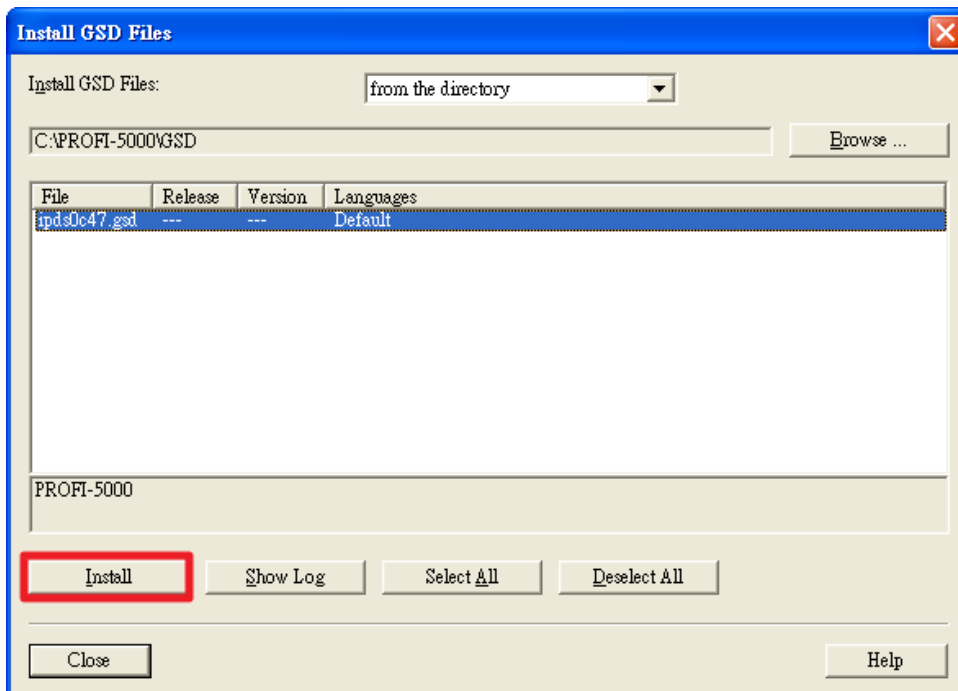 Install GSD Files
Install GSD Files: from the directory
C:\PROFI-5000\GSD Browse ...
File Release Version Languages
ipds0c47.gsd --- --- Default
PROFI-5000
Install Show Log Select All Deselect All
Close Help